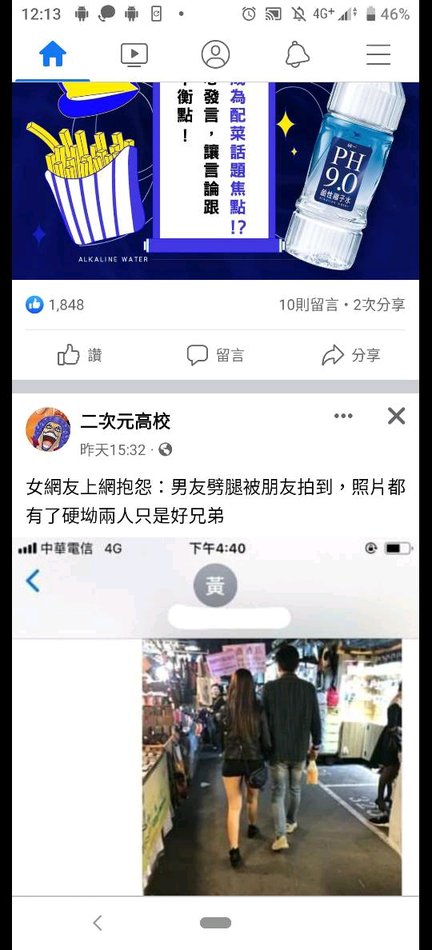 12:13
4G+
46%
成為配菜話題焦點!?
發言，讓言論跟
衡點！
統一
PH
9.0
鹼性離子水
ALKALINE WATER
1,848
10則留言・2次分享
讚
留言
分享
二次元高校
昨天15:32 ·
女網友上網抱怨：男友劈腿被朋友拍到，照片都
有了硬坳兩人只是好兄弟
中華電信 4G
下午4:40
黃